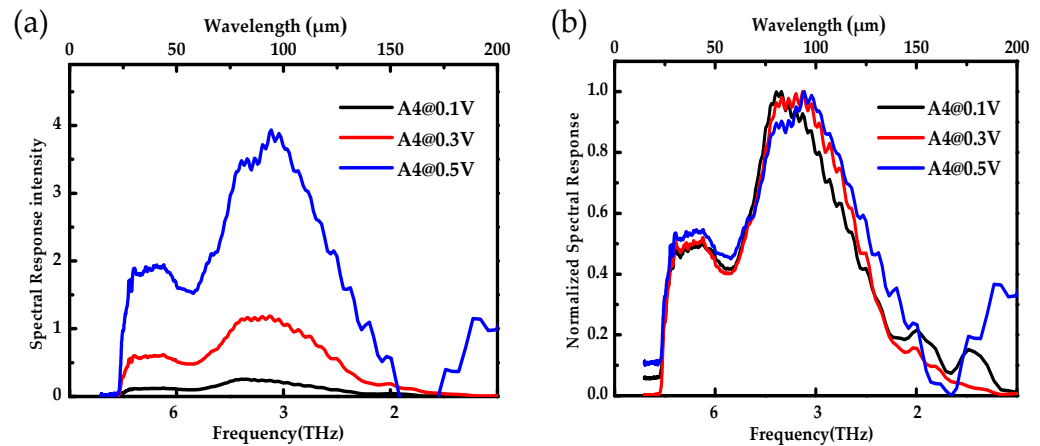 (a)
Wavelength (µm)
0 50 100 150 200
Spectral Response intensity
4
3
2
1
0
A4@0.1V
A4@0.3V
A4@0.5V
6 3 2
Frequency(THz)
(b)
Wavelength (µm)
0 50 100 150 200
Normalized Spectral Response
1.0
0.8
0.6
0.4
0.2
0.0
A4@0.1V
A4@0.3V
A4@0.5V
6 3 2
Frequency(THz)